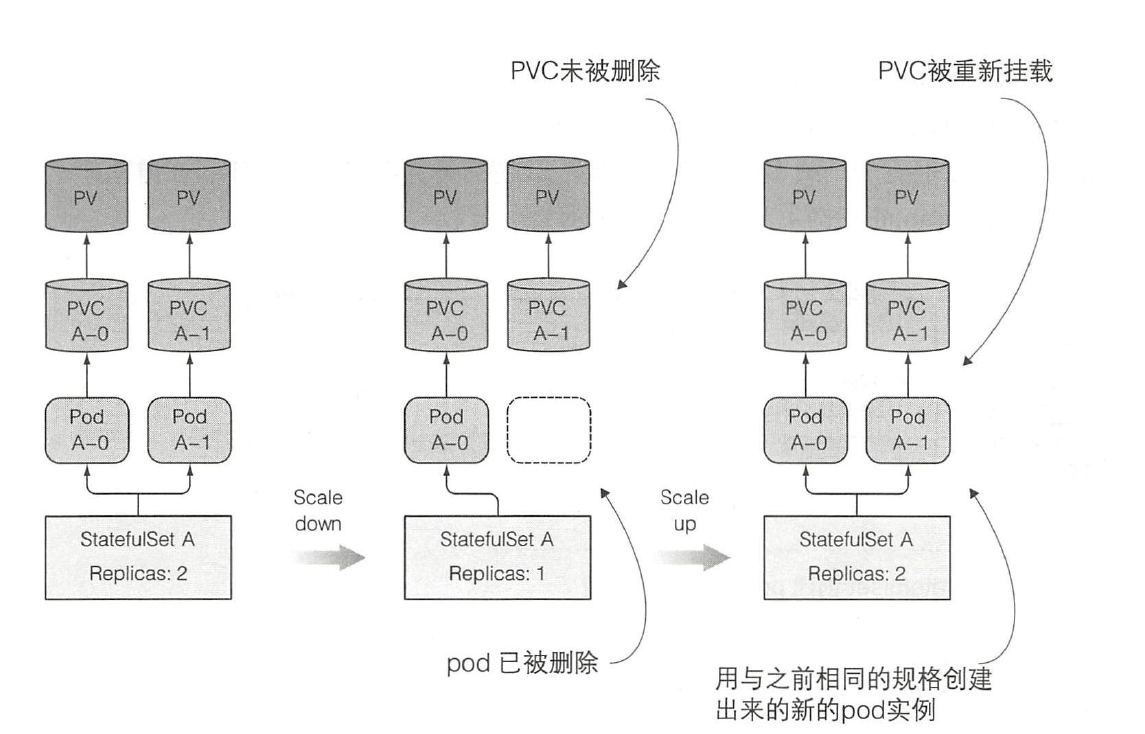 PVC未被删除
PVC被重新挂载
PV
PV
PV
PV
PV
PV
PVC
A-0
PVC
A-1
PVC
A-0
PVC
A-1
PVC
A-0
PVC
A-1
Pod
A-0
Pod
A-1
Pod
A-0
Pod
A-0
Pod
A-1
Scale
down
Scale
up
StatefulSet A
Replicas: 2
StatefulSet A
Replicas: 1
StatefulSet A
Replicas: 2
pod 已被删除
用与之前相同的规格创建
出来的新的pod实例